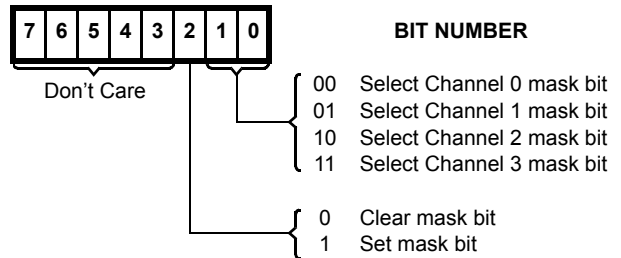 7 6 5 4 3 2 1 0 BIT NUMBER
Don't Care
00 Select Channel 0 mask bit
01 Select Channel 1 mask bit
10 Select Channel 2 mask bit
11 Select Channel 3 mask bit
0 Clear mask bit
1 Set mask bit